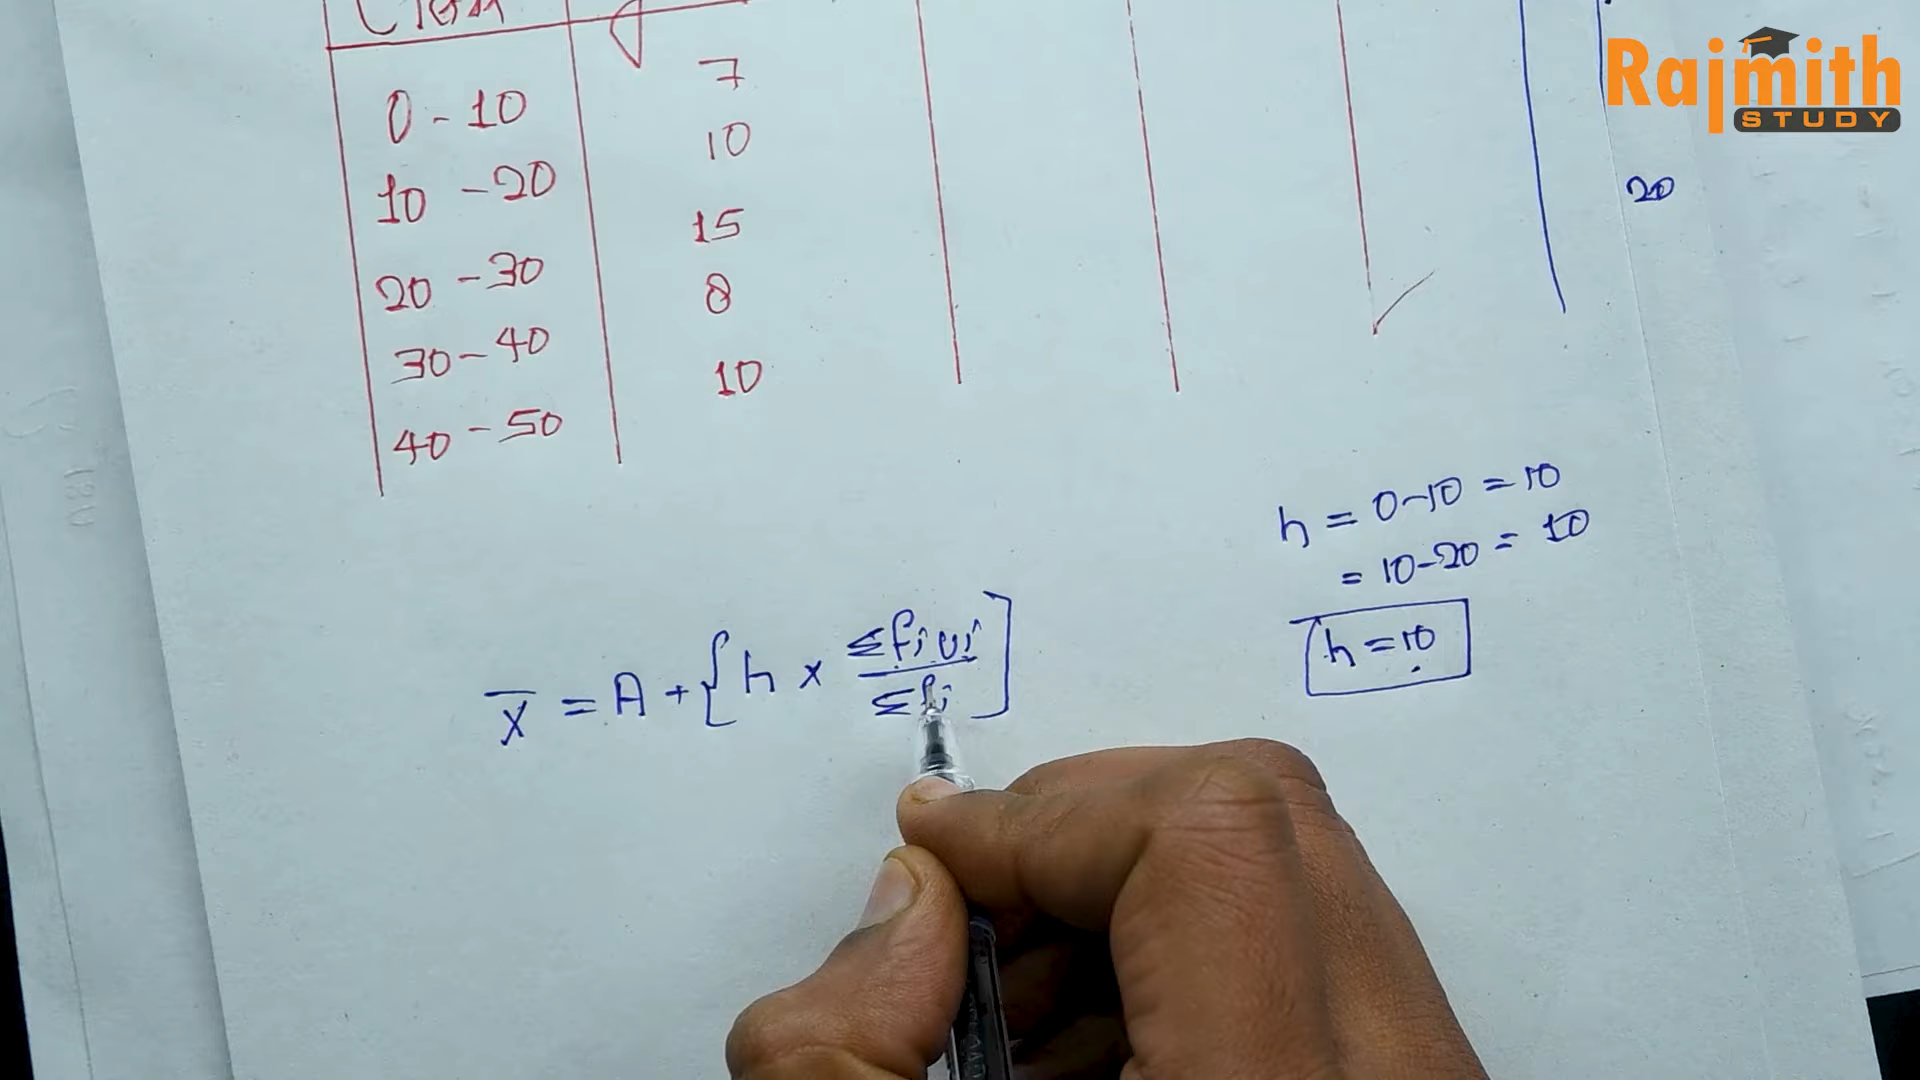 Class
Rajmith
STUDY
0 - 10 7
10 - 20 10
20 - 30 15
30 - 40 8
40 - 50 10
20
h = 0-10 = 10
= 10-20 = 10
h = 10
x̄ = A + { h × Σfiui / Σfi ]